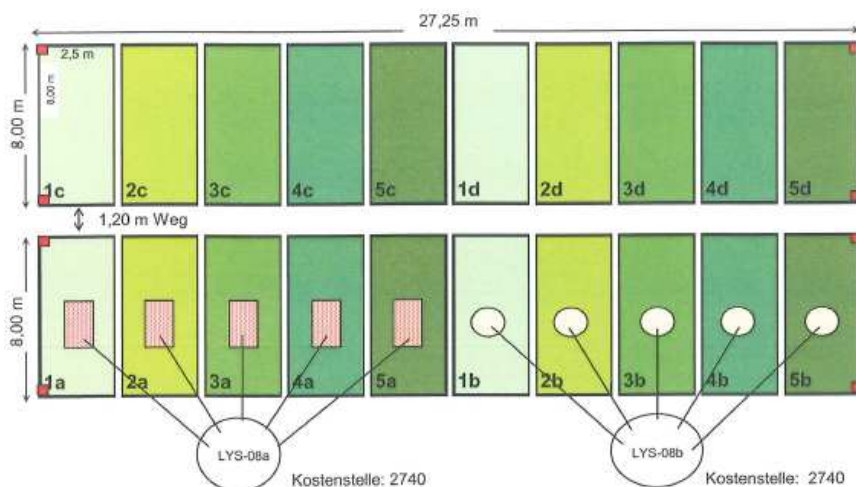 27,25 m
2,5 m
8,00 m
8,00 m
1c 2c 3c 4c 5c 1d 2d 3d 4d 5d
1,20 m Weg
8,00 m
1a 2a 3a 4a 5a 1b 2b 3b 4b 5b
LYS-08a LYS-08b
Kostenstelle: 2740 Kostenstelle: 2740